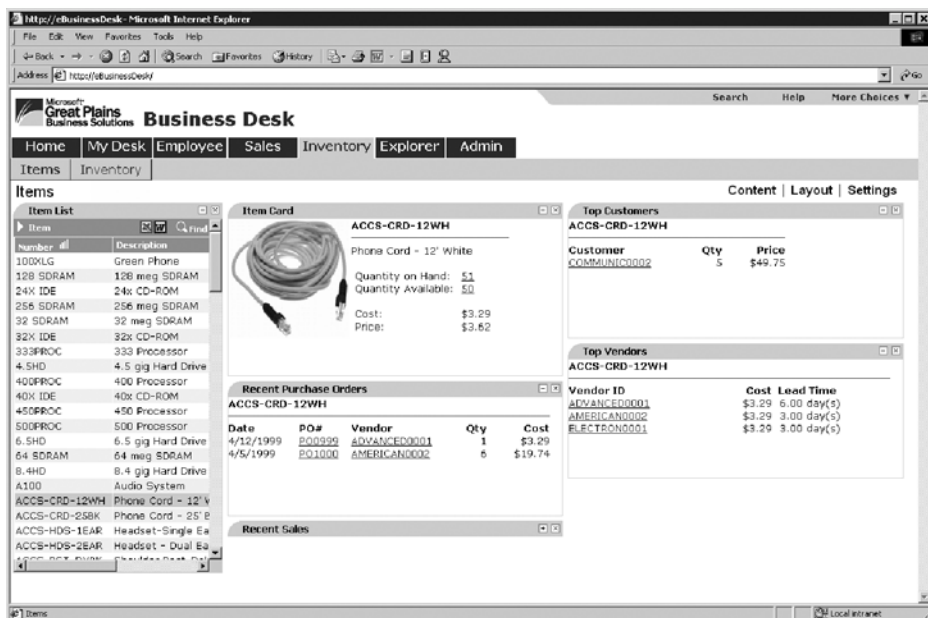 http://eBusinessDesk - Microsoft Internet Explorer
File Edit View Favorites Tools Help
Back Search Favorites History
Address http://eBusinessDesk/ Go
Search Help More Choices ▼
Microsoft
Great Plains
Business Solutions Business Desk
Home My Desk Employee Sales Inventory Explorer Admin
Items Inventory
Items Content | Layout | Settings
Item List
Item Find
Number Description
100XLG Green Phone
128 SDRAM 128 meg SDRAM
24X IDE 24x CD-ROM
256 SDRAM 256 meg SDRAM
32 SDRAM 32 meg SDRAM
32X IDE 32x CD-ROM
333PROC 333 Processor
4.5HD 4.5 gig Hard Drive
400PROC 400 Processor
40X IDE 40x CD-ROM
450PROC 450 Processor
500PROC 500 Processor
6.5HD 6.5 gig Hard Drive
64 SDRAM 64 meg SDRAM
8.4HD 8.4 gig Hard Drive
A100 Audio System
ACCS-CRD-12WH Phone Cord - 12'
ACCS-CRD-25BK Phone Cord - 25'
ACCS-HDS-1EAR Headset-Single Ea
ACCS-HDS-2EAR Headset - Dual Ea
Item Card
ACCS-CRD-12WH
Phone Cord - 12' White
Quantity on Hand: 51
Quantity Available: 50
Cost: $3.29
Price: $3.62
Recent Purchase Orders
ACCS-CRD-12WH
Date PO# Vendor Qty Cost
4/12/1999 PO0999 ADVANCED0001 1 $3.29
4/5/1999 PO1000 AMERICAN0002 6 $19.74
Recent Sales
Top Customers
ACCS-CRD-12WH
Customer Qty Price
COMMUNIC0002 5 $49.75
Top Vendors
ACCS-CRD-12WH
Vendor ID Cost Lead Time
ADVANCED0001 $3.29 6.00 day(s)
AMERICAN0002 $3.29 3.00 day(s)
ELECTRON0001 $3.29 3.00 day(s)
Items Local intranet